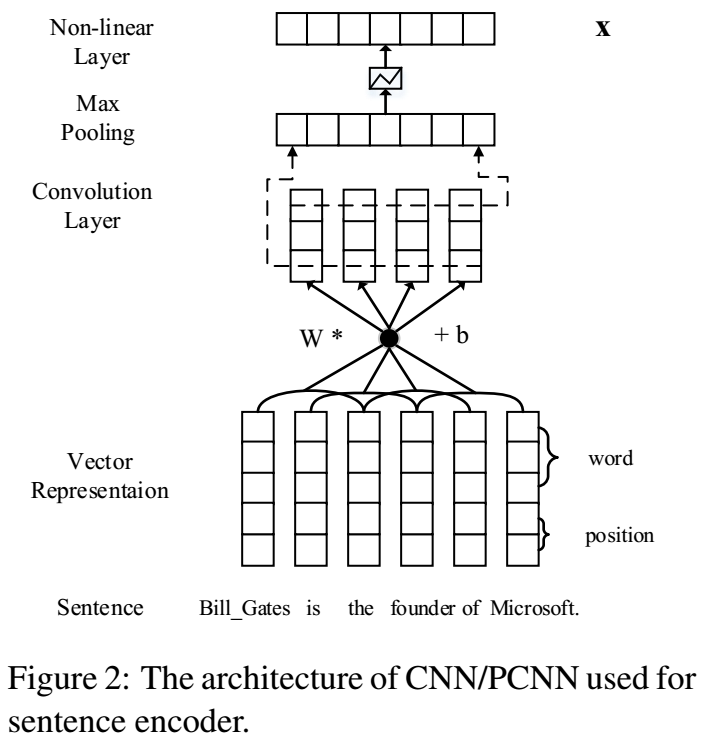 Non-linear
Layer
x
Max
Pooling
Convolution
Layer
W *
+ b
Vector
Representaion
word
position
Sentence
Bill_Gates is the founder of Microsoft.
Figure 2: The architecture of CNN/PCNN used for
sentence encoder.